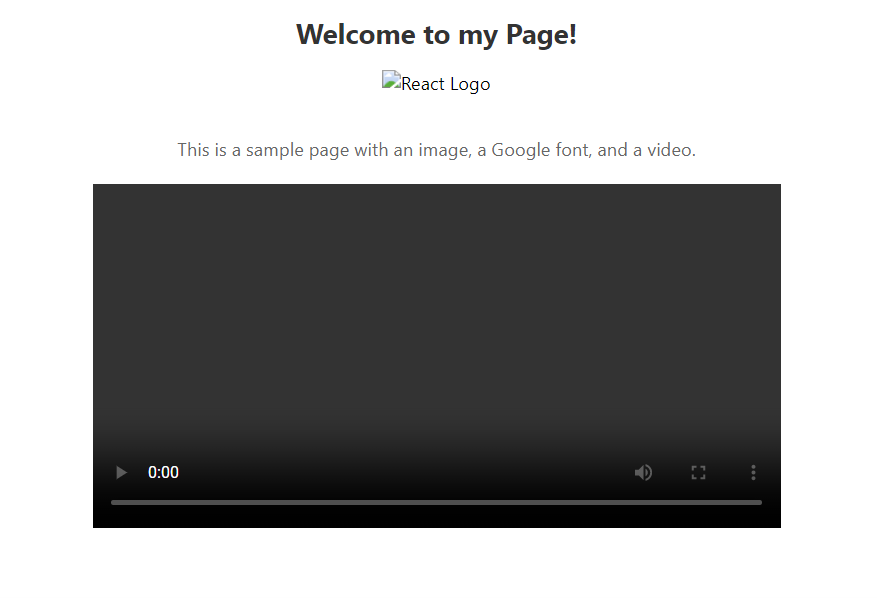 Welcome to my Page!
React Logo
This is a sample page with an image, a Google font, and a video.
0:00